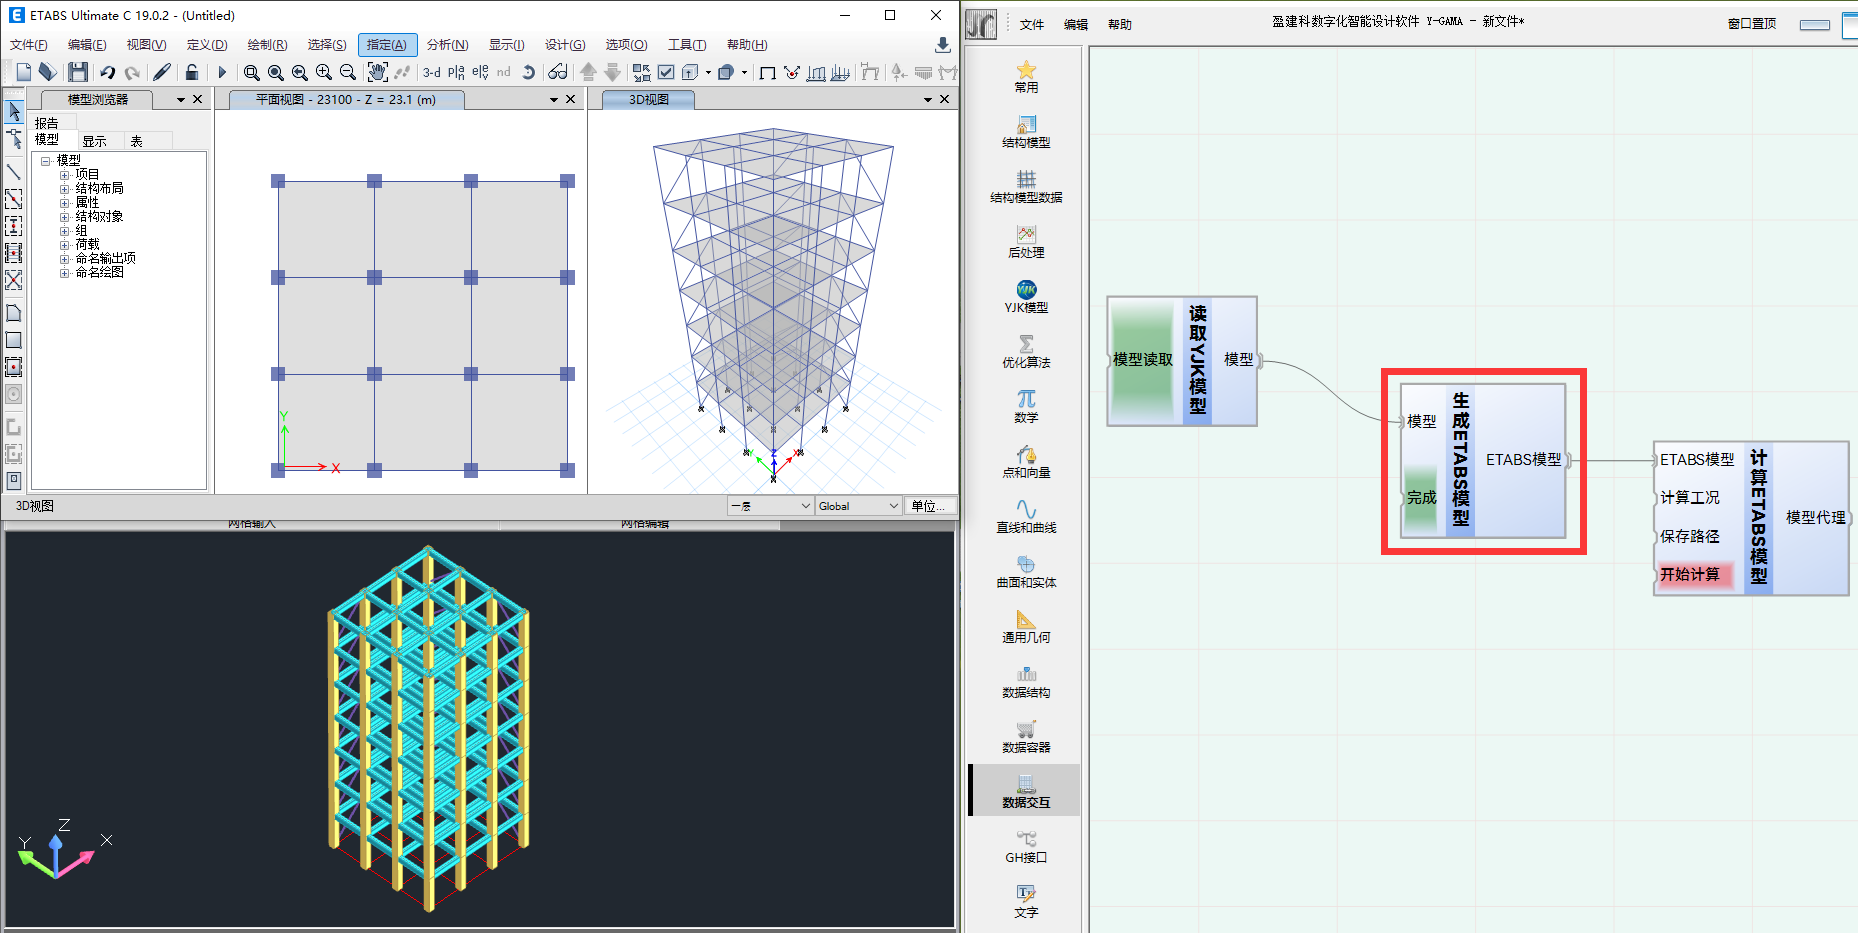 ETABS Ultimate C 19.0.2 - (Untitled)
文件(F) 编辑(E) 视图(V) 定义(D) 绘制(R) 选择(S) 指定(A) 分析(N) 显示(I) 设计(G) 选项(O) 工具(T) 帮助(H)
3-d pla ele nd
模型浏览器
报告
模型 显示 表
模型
项目
结构布局
属性
结构对象
组
荷载
命名输出项
命名绘图
平面视图 - 23100 - Z = 23.1 (m)
Y
X
3D视图
Y Z X
3D视图
一层 Global 单位...
网格输入 网格编辑
Y Z X
文件 编辑 帮助
盈建科数字化智能设计软件 Y-GAMA - 新文件*
窗口置顶
常用
结构模型
结构模型数据
后处理
YJK
YJK模型
优化算法
数学
点和向量
直线和曲线
曲面和实体
通用几何
数据结构
数据容器
数据交互
GH接口
文字
模型读取
读取YJK模型
模型
模型
完成
生成ETABS模型
ETABS模型
ETABS模型
计算工况
保存路径
开始计算
计算ETABS模型
模型代理